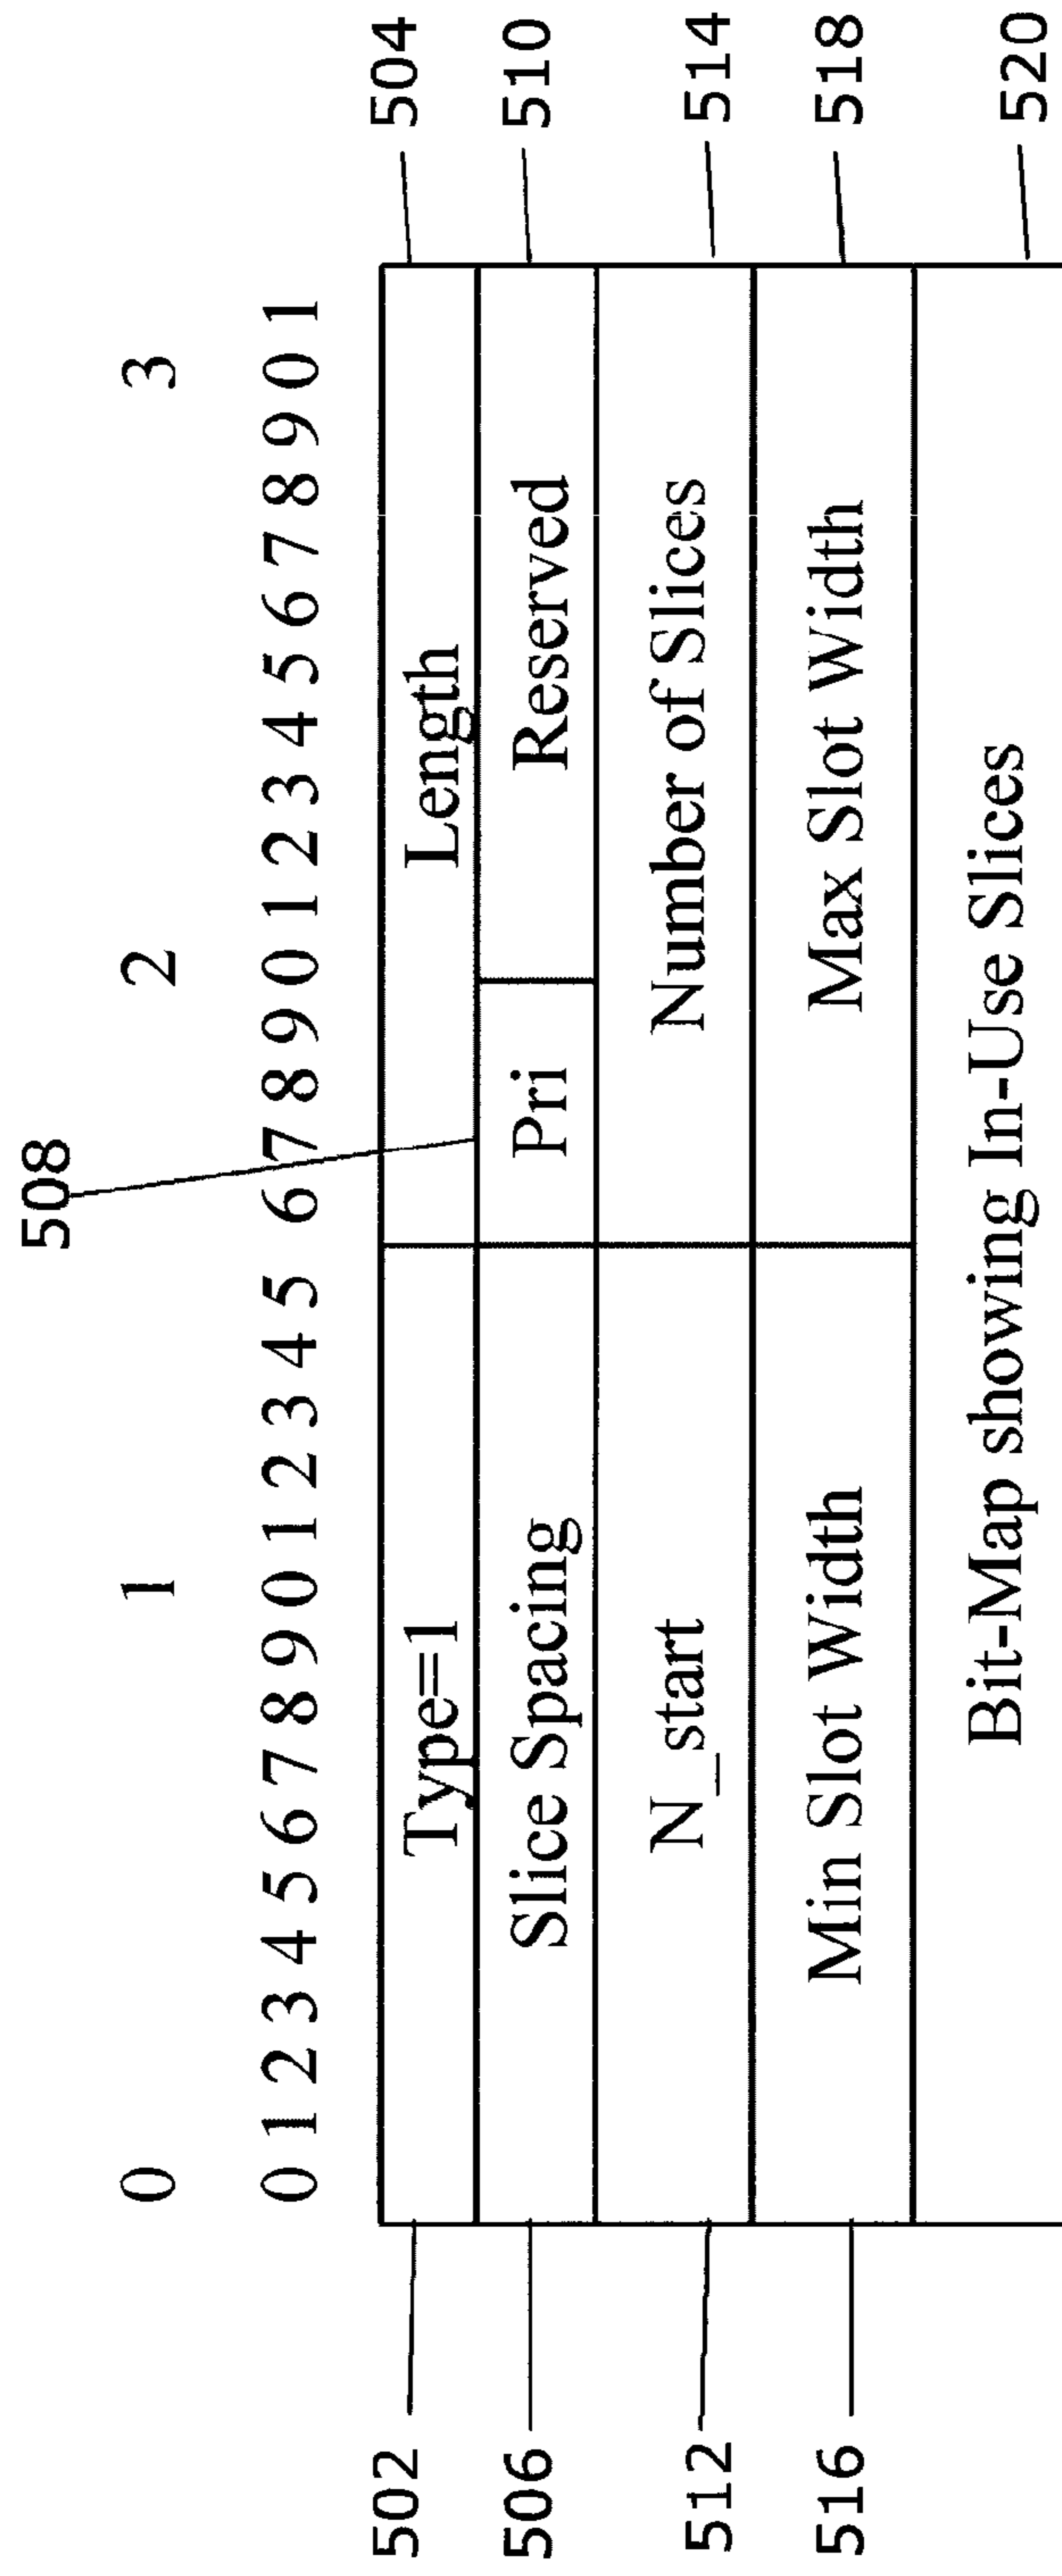 508
0 1 2 3
0 1 2 3 4 5 6 7 8 9 0 1 2 3 4 5 6 7 8 9 0 1 2 3 4 5 6 7 8 9 0 1
502 Type=1 Length 504
506 Slice Spacing Pri Reserved 510
512 N_start Number of Slices 514
516 Min Slot Width Max Slot Width 518
Bit-Map showing In-Use Slices 520